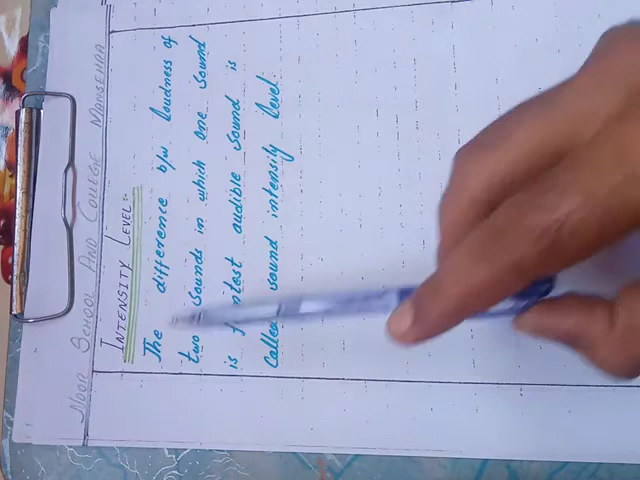 Noor School And College Mansehra
Intensity Level:-
The difference b/w loudness of
two sounds in which one sound
is audible sound is
Called sound intensity level.